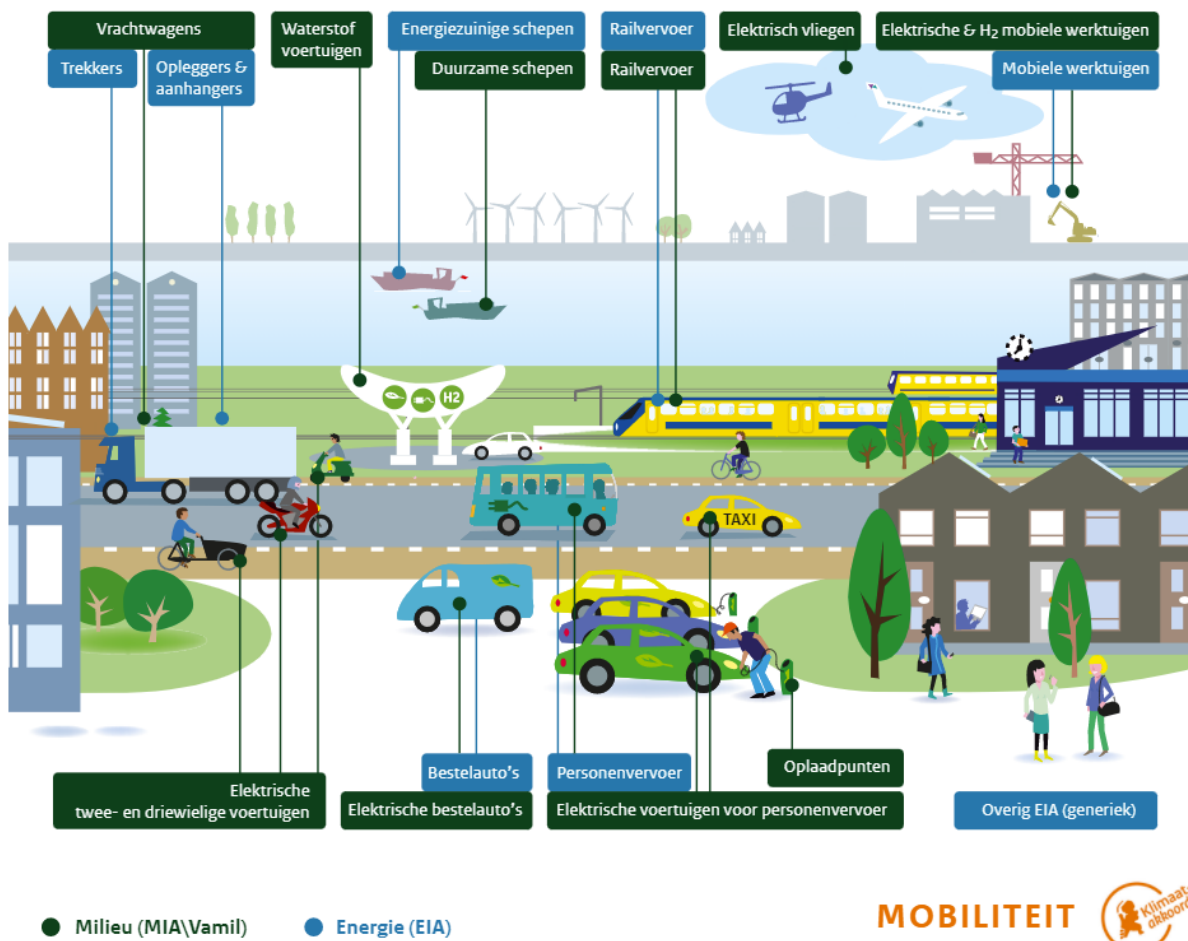 Vrachtwagens
Trekkers
Opleggers &
aanhangers
Waterstof
voertuigen
Energiezuinige schepen
Duurzame schepen
Railvervoer
Railvervoer
Elektrisch vliegen
Elektrische & H₂ mobiele werktuigen
Mobiele werktuigen
H2
TAXI
Elektrische
twee- en driewielige voertuigen
Bestelauto's
Elektrische bestelauto's
Personenvervoer
Elektrische voertuigen voor personenvervoer
Oplaadpunten
Overig EIA (generiek)
Milieu (MIA\Vamil)
Energie (EIA)
MOBILITEIT
Klimaat-
akkoord